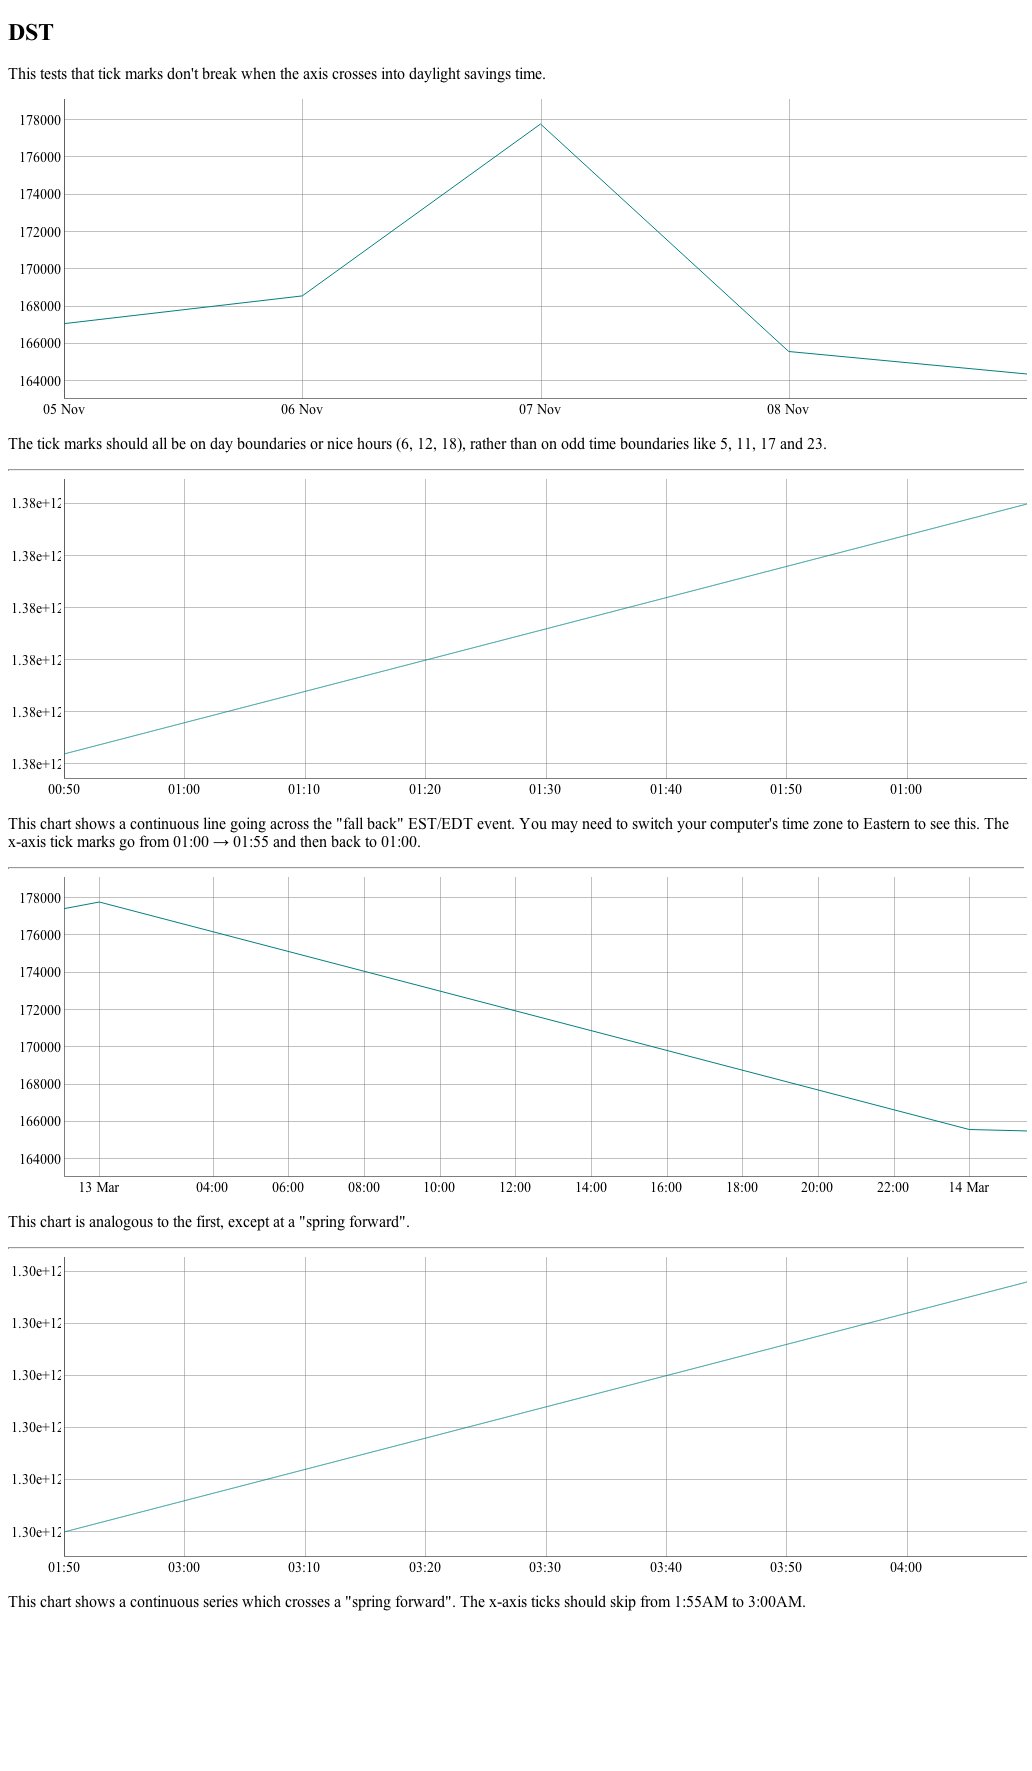 DST
This tests that tick marks don't break when the axis crosses into daylight savings time.
178000
176000
174000
172000
170000
168000
166000
164000
05 Nov 06 Nov 07 Nov 08 Nov
The tick marks should all be on day boundaries or nice hours (6, 12, 18), rather than on odd time boundaries like 5, 11, 17 and 23.
1.38e+12
1.38e+12
1.38e+12
1.38e+12
1.38e+12
1.38e+12
00:50 01:00 01:10 01:20 01:30 01:40 01:50 01:00
This chart shows a continuous line going across the "fall back" EST/EDT event. You may need to switch your computer's time zone to Eastern to see this. The
x-axis tick marks go from 01:00 → 01:55 and then back to 01:00.
178000
176000
174000
172000
170000
168000
166000
164000
13 Mar 04:00 06:00 08:00 10:00 12:00 14:00 16:00 18:00 20:00 22:00 14 Mar
This chart is analogous to the first, except at a "spring forward".
1.30e+12
1.30e+12
1.30e+12
1.30e+12
1.30e+12
1.30e+12
01:50 03:00 03:10 03:20 03:30 03:40 03:50 04:00
This chart shows a continuous series which crosses a "spring forward". The x-axis ticks should skip from 1:55AM to 3:00AM.